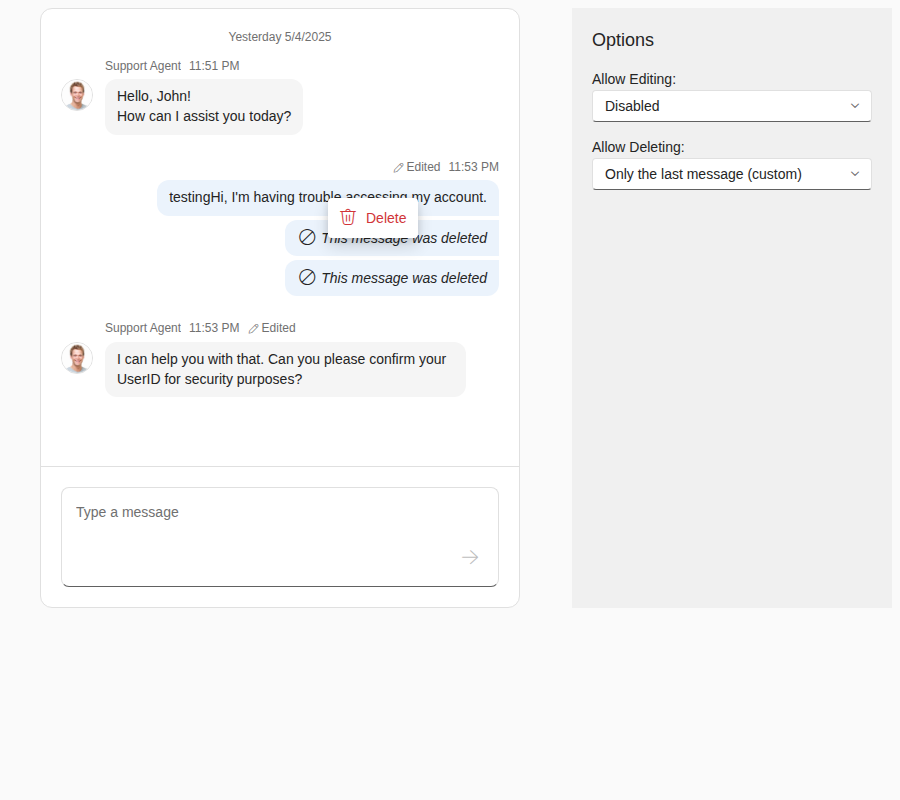 Yesterday 5/4/2025
Support Agent 11:51 PM
Hello, John!
How can I assist you today?
Edited 11:53 PM
testingHi, I'm having trouble accessing my account.
Delete
This message was deleted
This message was deleted
Support Agent 11:53 PM Edited
I can help you with that. Can you please confirm your
UserID for security purposes?
Type a message
Options
Allow Editing:
Disabled
Allow Deleting:
Only the last message (custom)